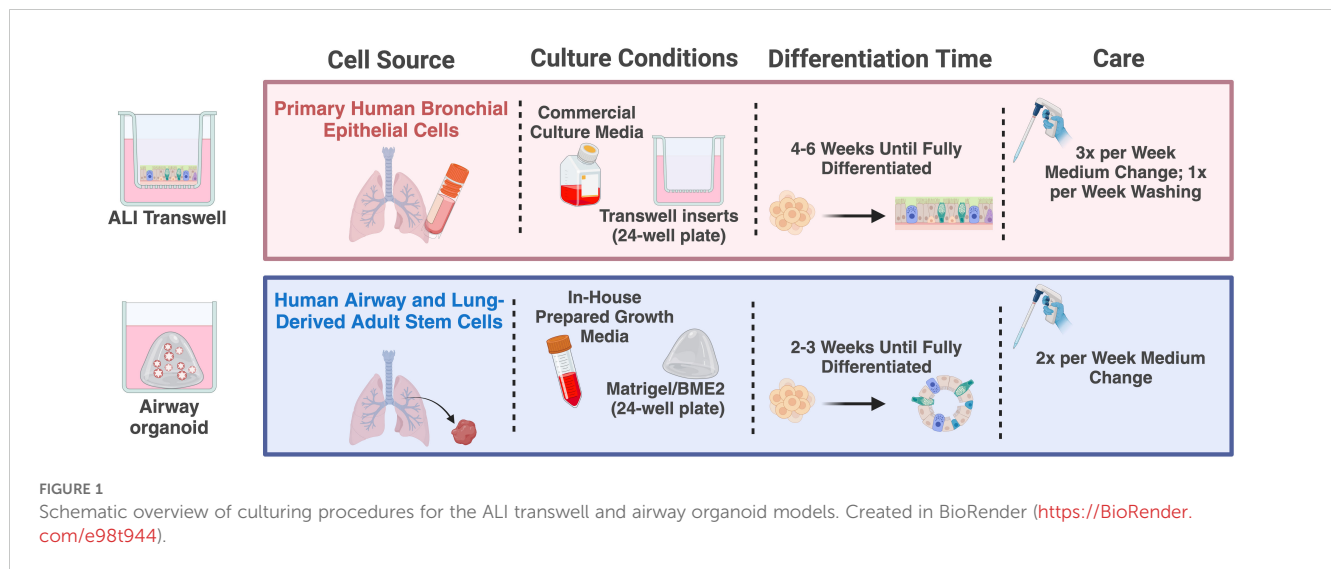 Cell Source
Culture Conditions
Differentiation Time
Care
ALI Transwell
Primary Human Bronchial
Epithelial Cells
Commercial
Culture Media
Transwell inserts
(24-well plate)
4-6 Weeks Until Fully
Differentiated
3x per Week
Medium Change; 1x
per Week Washing
Airway
organoid
Human Airway and Lung-
Derived Adult Stem Cells
In-House
Prepared Growth
Media
Matrigel/BME2
(24-well plate)
2-3 Weeks Until Fully
Differentiated
2x per Week Medium
Change
FIGURE 1
Schematic overview of culturing procedures for the ALI transwell and airway organoid models. Created in BioRender (https://BioRender.
com/e98t944).